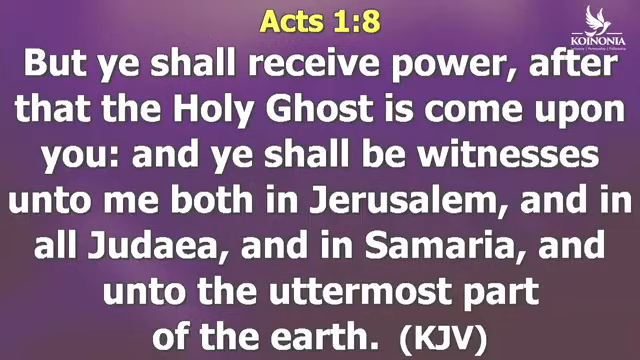 Acts 1:8
KOINONIA
But ye shall receive power, after
that the Holy Ghost is come upon
you: and ye shall be witnesses
unto me both in Jerusalem, and in
all Judaea, and in Samaria, and
unto the uttermost part
of the earth. (KJV)